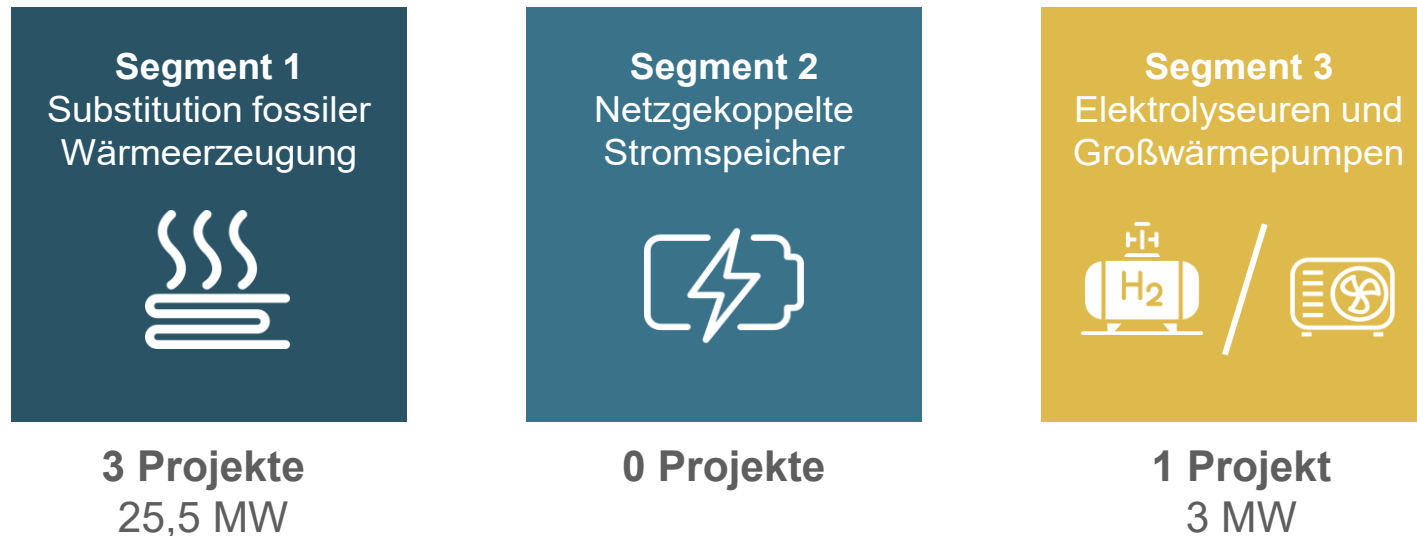 Segment 1
Substitution fossiler
Wärmeerzeugung
3 Projekte
25,5 MW
Segment 2
Netzgekoppelte
Stromspeicher
0 Projekte
Segment 3
Elektrolyseuren und
Großwärmepumpen
H2
1 Projekt
3 MW